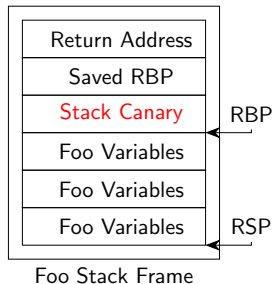 Return Address
Saved RBP
Stack Canary
RBP
Foo Variables
Foo Variables
Foo Variables
RSP
Foo Stack Frame